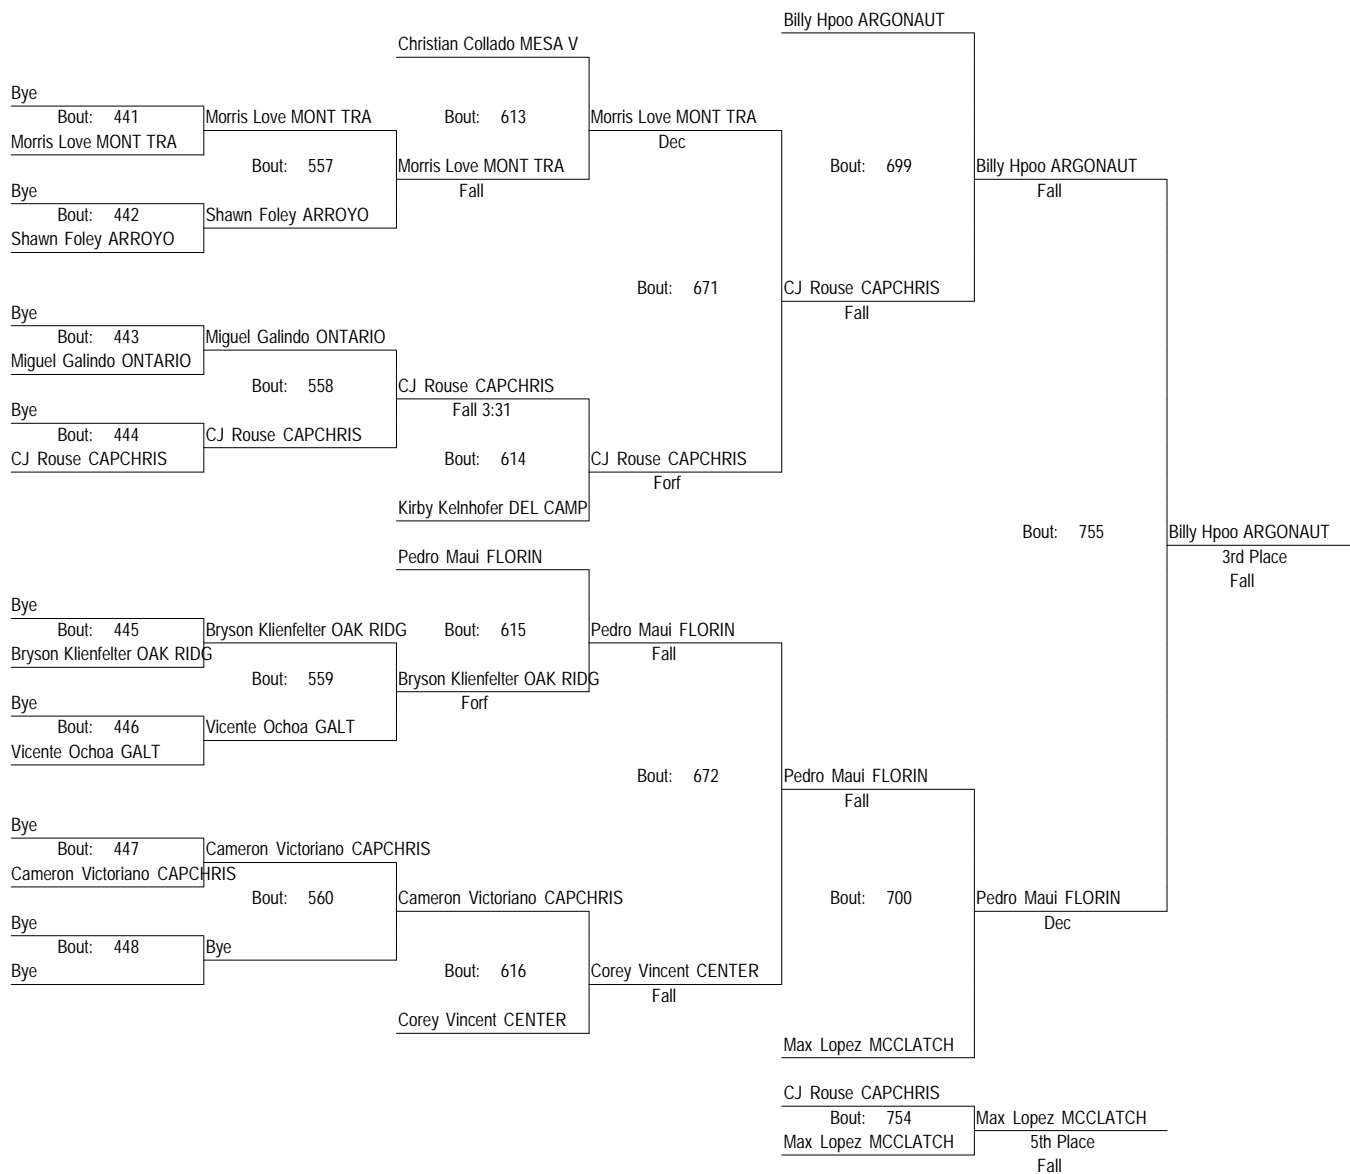 Billy Hpoo ARGONAUT
Christian Collado MESA V
Bye
Bout: 441
Morris Love MONT TRA
Morris Love MONT TRA
Bout: 613
Morris Love MONT TRA
Dec
Bout: 557
Morris Love MONT TRA
Fall
Bout: 699
Billy Hpoo ARGONAUT
Fall
Bye
Bout: 442
Shawn Foley ARROYO
Shawn Foley ARROYO
Bout: 671
CJ Rouse CAPCHRIS
Fall
Bye
Bout: 443
Miguel Galindo ONTARIO
Miguel Galindo ONTARIO
Bout: 558
CJ Rouse CAPCHRIS
Fall 3:31
Bye
Bout: 444
CJ Rouse CAPCHRIS
CJ Rouse CAPCHRIS
Bout: 614
CJ Rouse CAPCHRIS
Forf
Kirby Kelnhofer DEL CAMP
Bout: 755
Billy Hpoo ARGONAUT
3rd Place
Fall
Pedro Maui FLORIN
Bye
Bout: 445
Bryson Klienfelter OAK RIDG
Bryson Klienfelter OAK RIDG
Bout: 615
Pedro Maui FLORIN
Fall
Bout: 559
Bryson Klienfelter OAK RIDG
Forf
Bye
Bout: 446
Vicente Ochoa GALT
Vicente Ochoa GALT
Bout: 672
Pedro Maui FLORIN
Fall
Bye
Bout: 447
Cameron Victoriano CAPCHRIS
Cameron Victoriano CAPCHRIS
Bout: 560
Cameron Victoriano CAPCHRIS
Bout: 700
Pedro Maui FLORIN
Dec
Bye
Bout: 448
Bye
Bye
Bout: 616
Corey Vincent CENTER
Fall
Corey Vincent CENTER
Max Lopez MCCLATCH
CJ Rouse CAPCHRIS
Bout: 754
Max Lopez MCCLATCH
Max Lopez MCCLATCH
5th Place
Fall